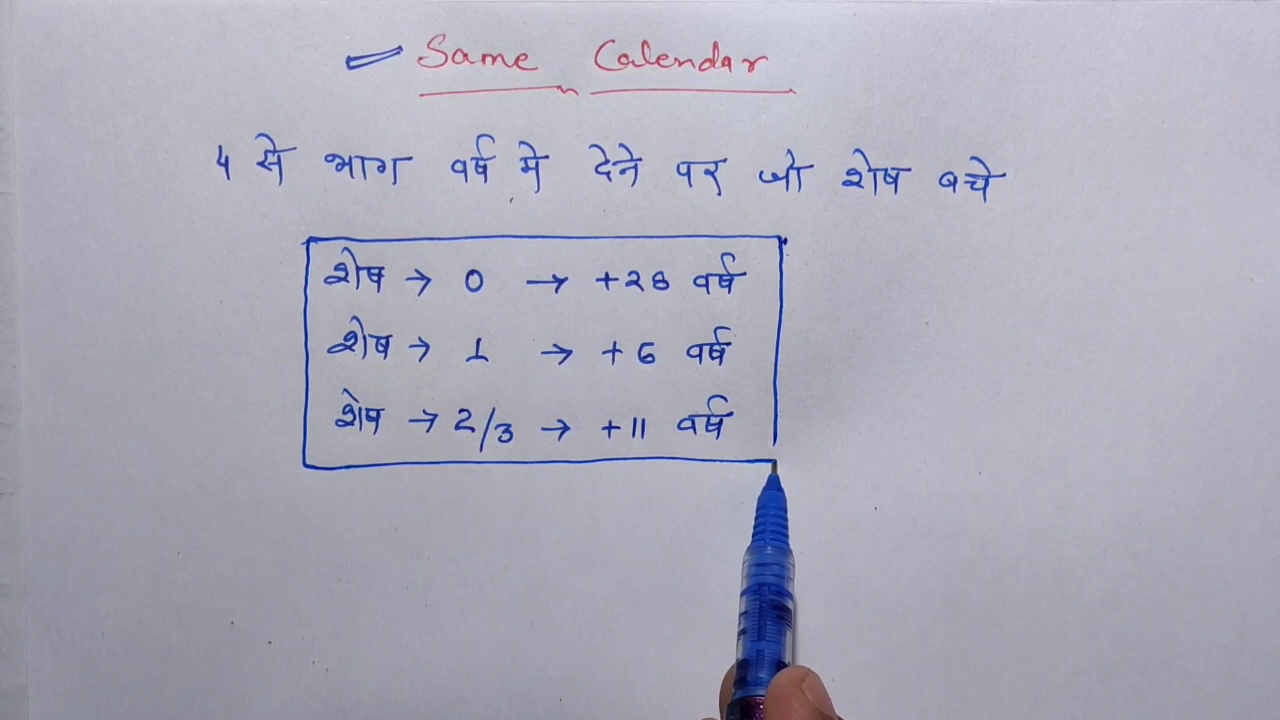 Same Calendar
4 से भाग वर्ष मे देने पर जो शेष बचे
शेष → 0 → +28 वर्ष
शेष → 1 → +6 वर्ष
शेष → 2/3 → +11 वर्ष